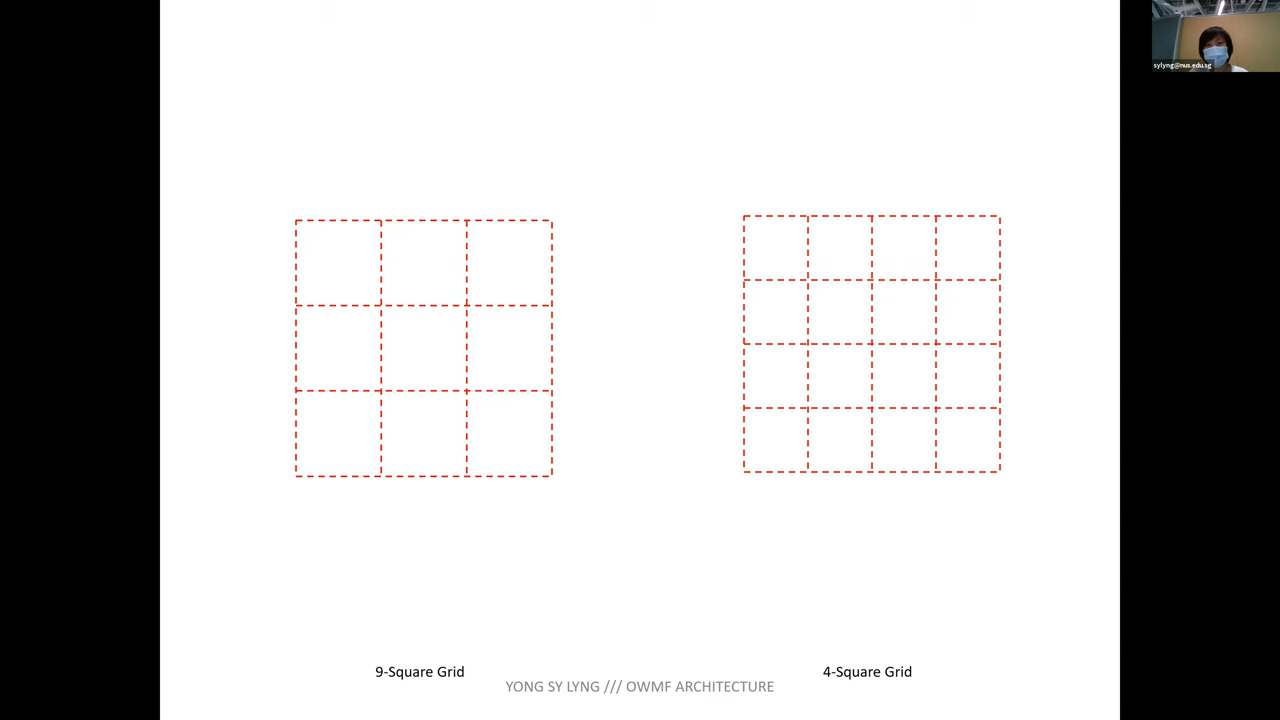 sylyng@nus.edu.sg
9-Square Grid
4-Square Grid
YONG SY LYNG /// OWMF ARCHITECTURE